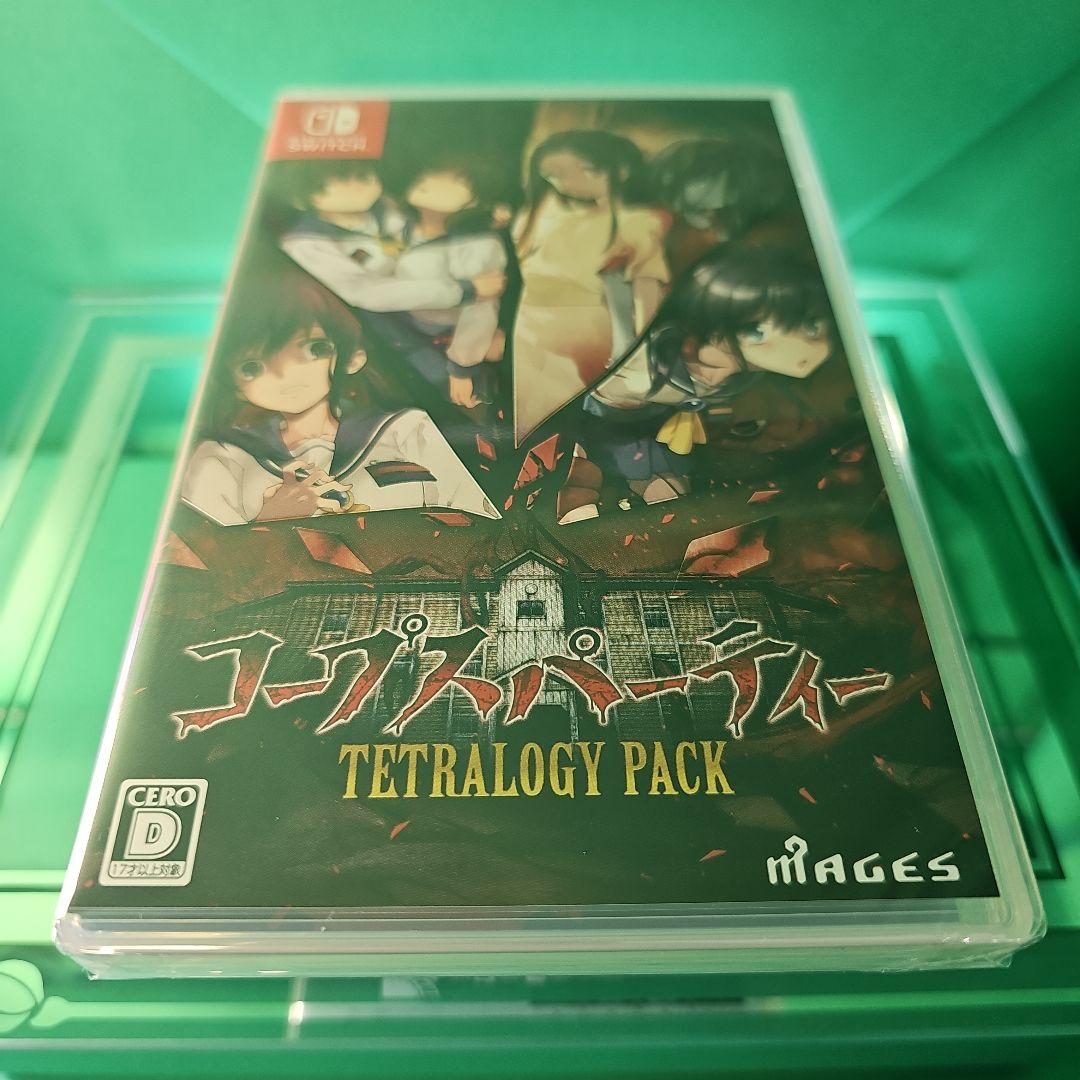 SWITCH
コープスパーティー
TETRALOGY PACK
CERO
D
17才以上対象
MAGES